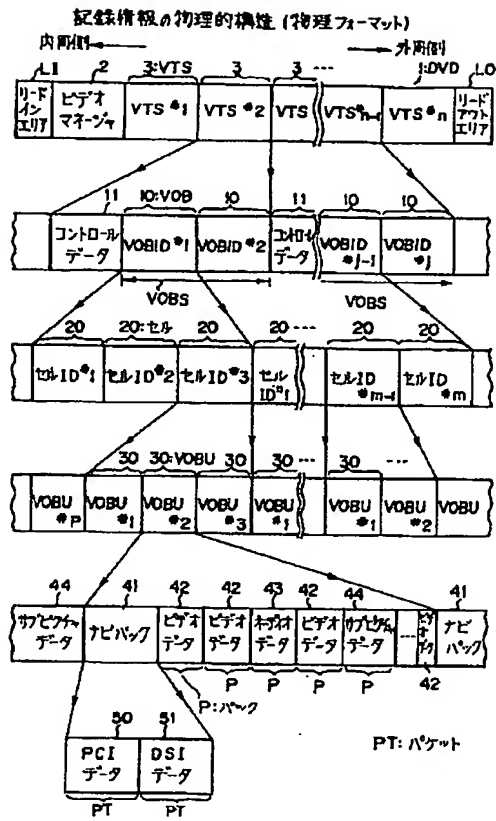 記録情報の物理的構造 (物理フォーマット)
内周側 外周側
LI 2 3:VTS 3 3 --- 1:DVD LO
リードインエリア ビデオマネージャ VTS#1 VTS#2 VTS VTS#n-1 VTS#n リードアウトエリア
11 10:VOB 10 11 10 10
コントロールデータ VOBID#1 VOBID#2 コントロールデータ VOBID#j-1 VOBID#j
VOBS VOBS
20 20:セル 20 20 ---- 20 20
セルID#1 セルID#2 セルID#3 セルID#1 セルID#m-1 セルID#m
30 30:VOBU 30 30 --- 30 ---
VOBU#P VOBU#1 VOBU#2 VOBU#3 VOBU#1 VOBU#1 VOBU#2 VOBU
44 41 42 42 43 42 44 41
サブピクチャデータ ナビパック ビデオデータ ビデオデータ オーディオデータ ビデオデータ サブピクチャデータ ---- ビデオデータ ナビパック
P P P P P 42
P:パック
50 51
PCIデータ DSIデータ
PT PT
PT: パケット